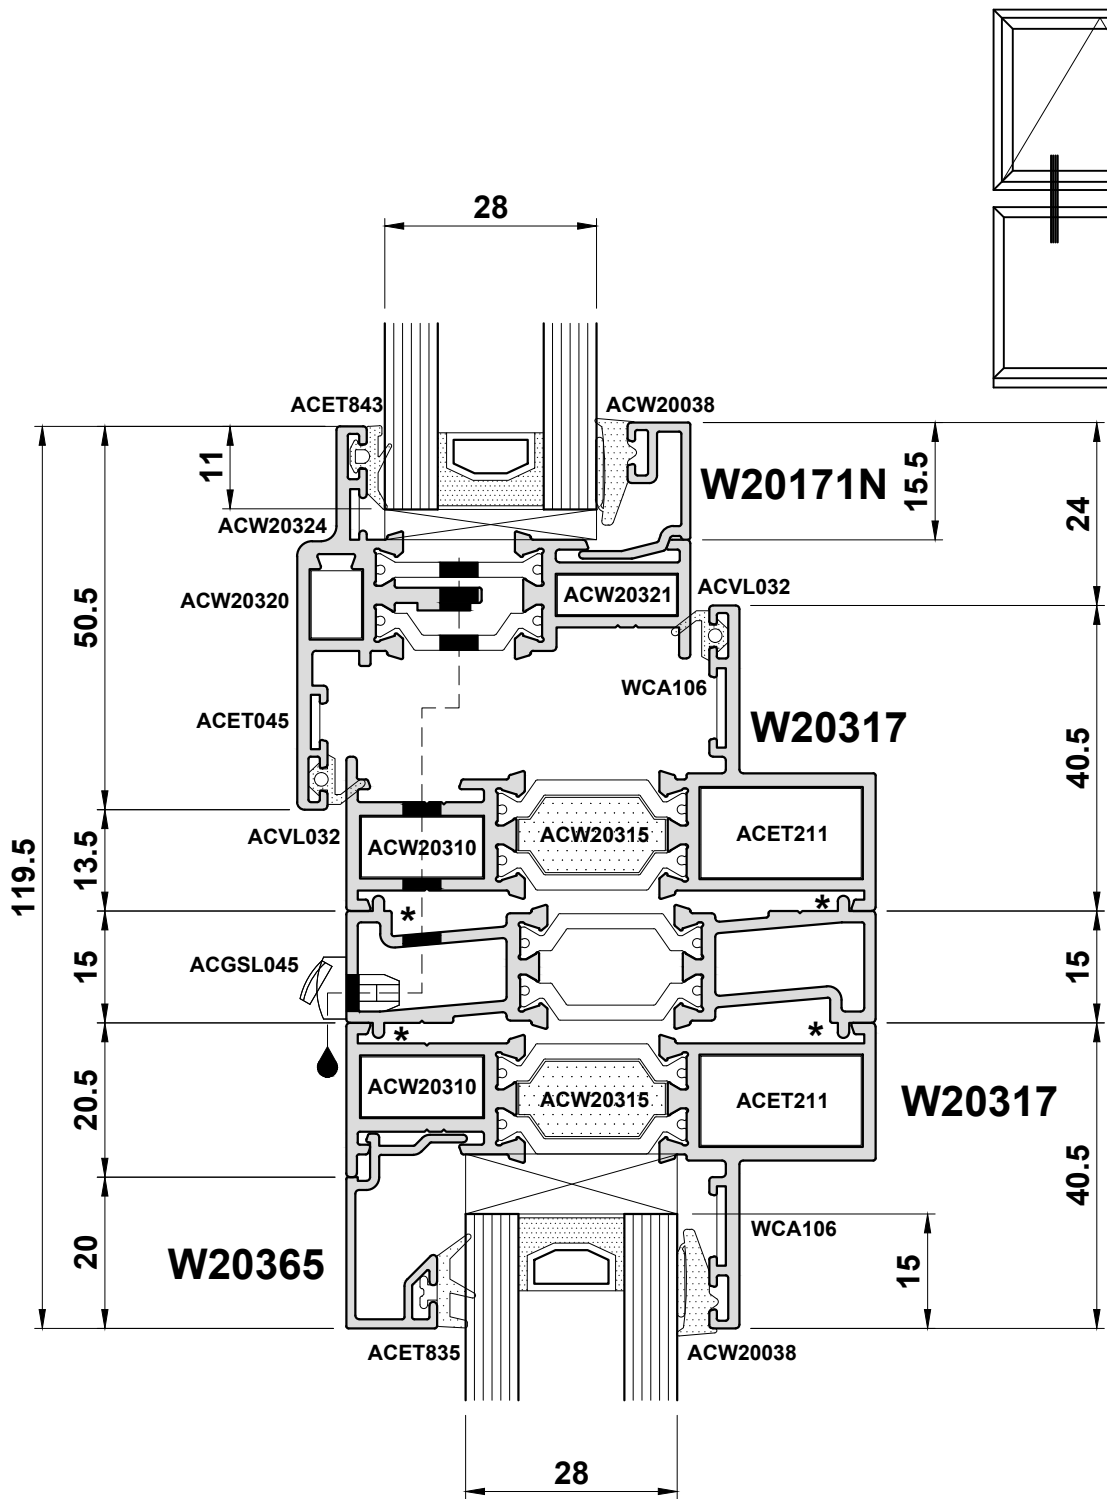 28
ACET843
ACW20038
11
W20171N
15.5
24
ACW20324
ACW20320
ACW20321
ACVL032
50.5
WCA106
ACET045
W20317
40.5
ACVL032
ACW20310
ACW20315
ACET211
13.5
119.5
*
*
15
ACGSL045
15
*
*
20.5
ACW20310
ACW20315
ACET211
W20317
40.5
20
W20365
WCA106
15
ACET835
ACW20038
28